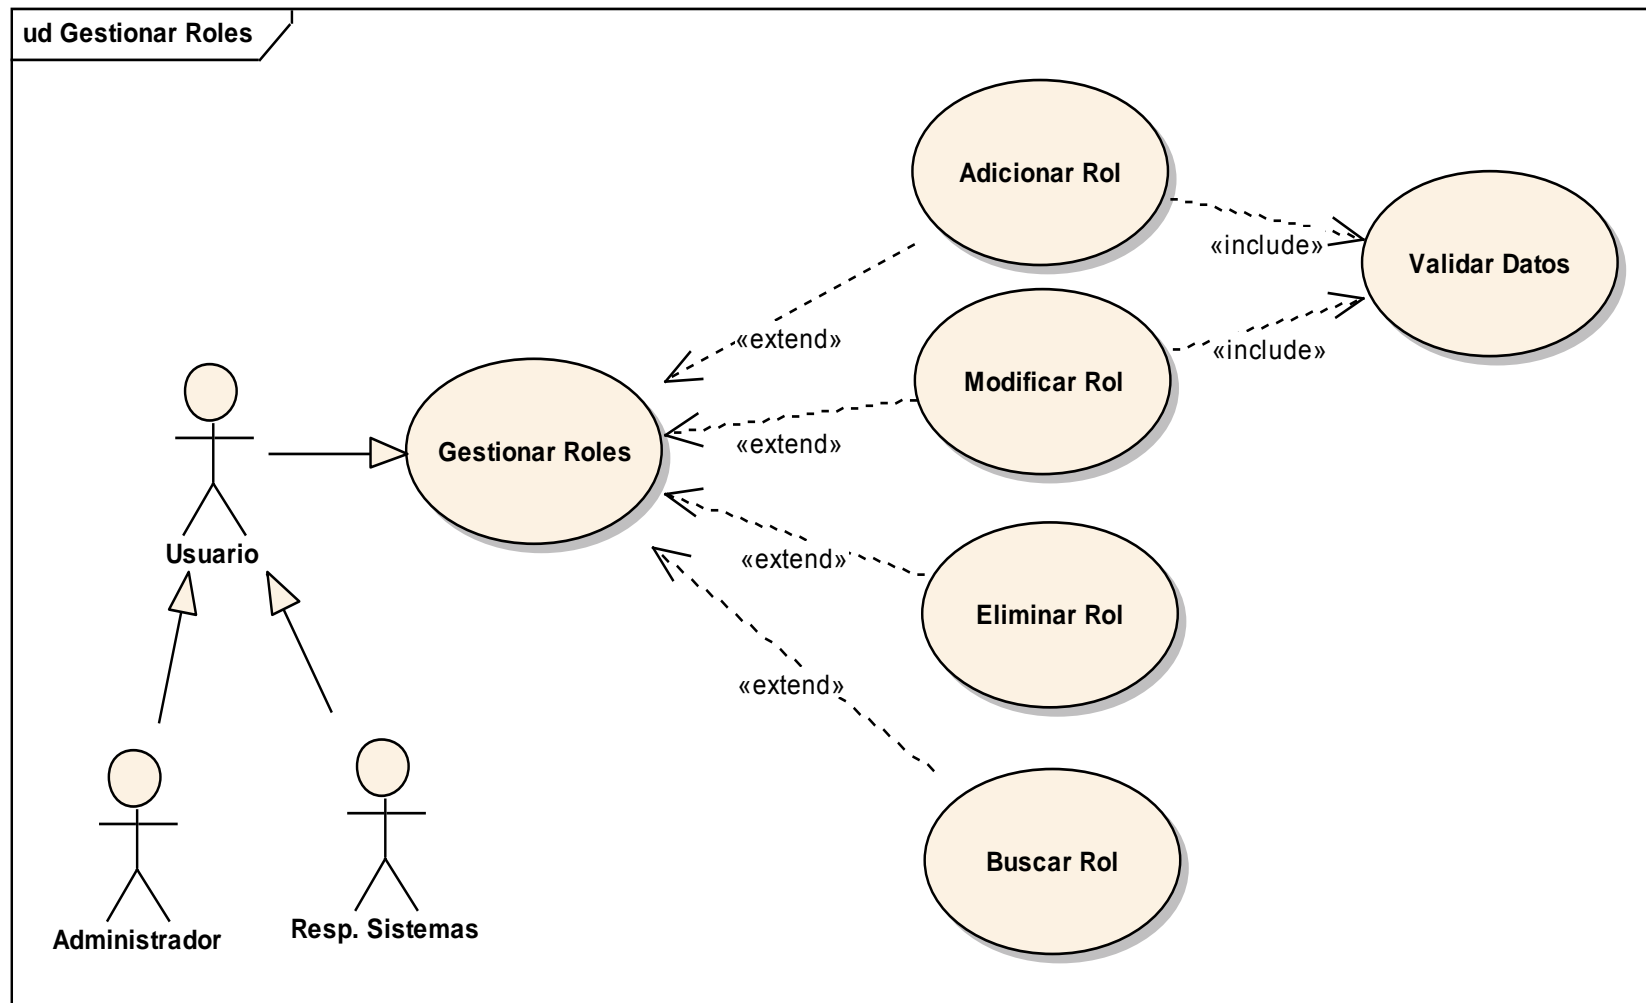 ud Gestionar Roles
Adicionar Rol
«include»
Validar Datos
«extend»
«include»
Modificar Rol
Gestionar Roles
«extend»
Usuario
«extend»
Eliminar Rol
«extend»
Buscar Rol
Administrador
Resp. Sistemas